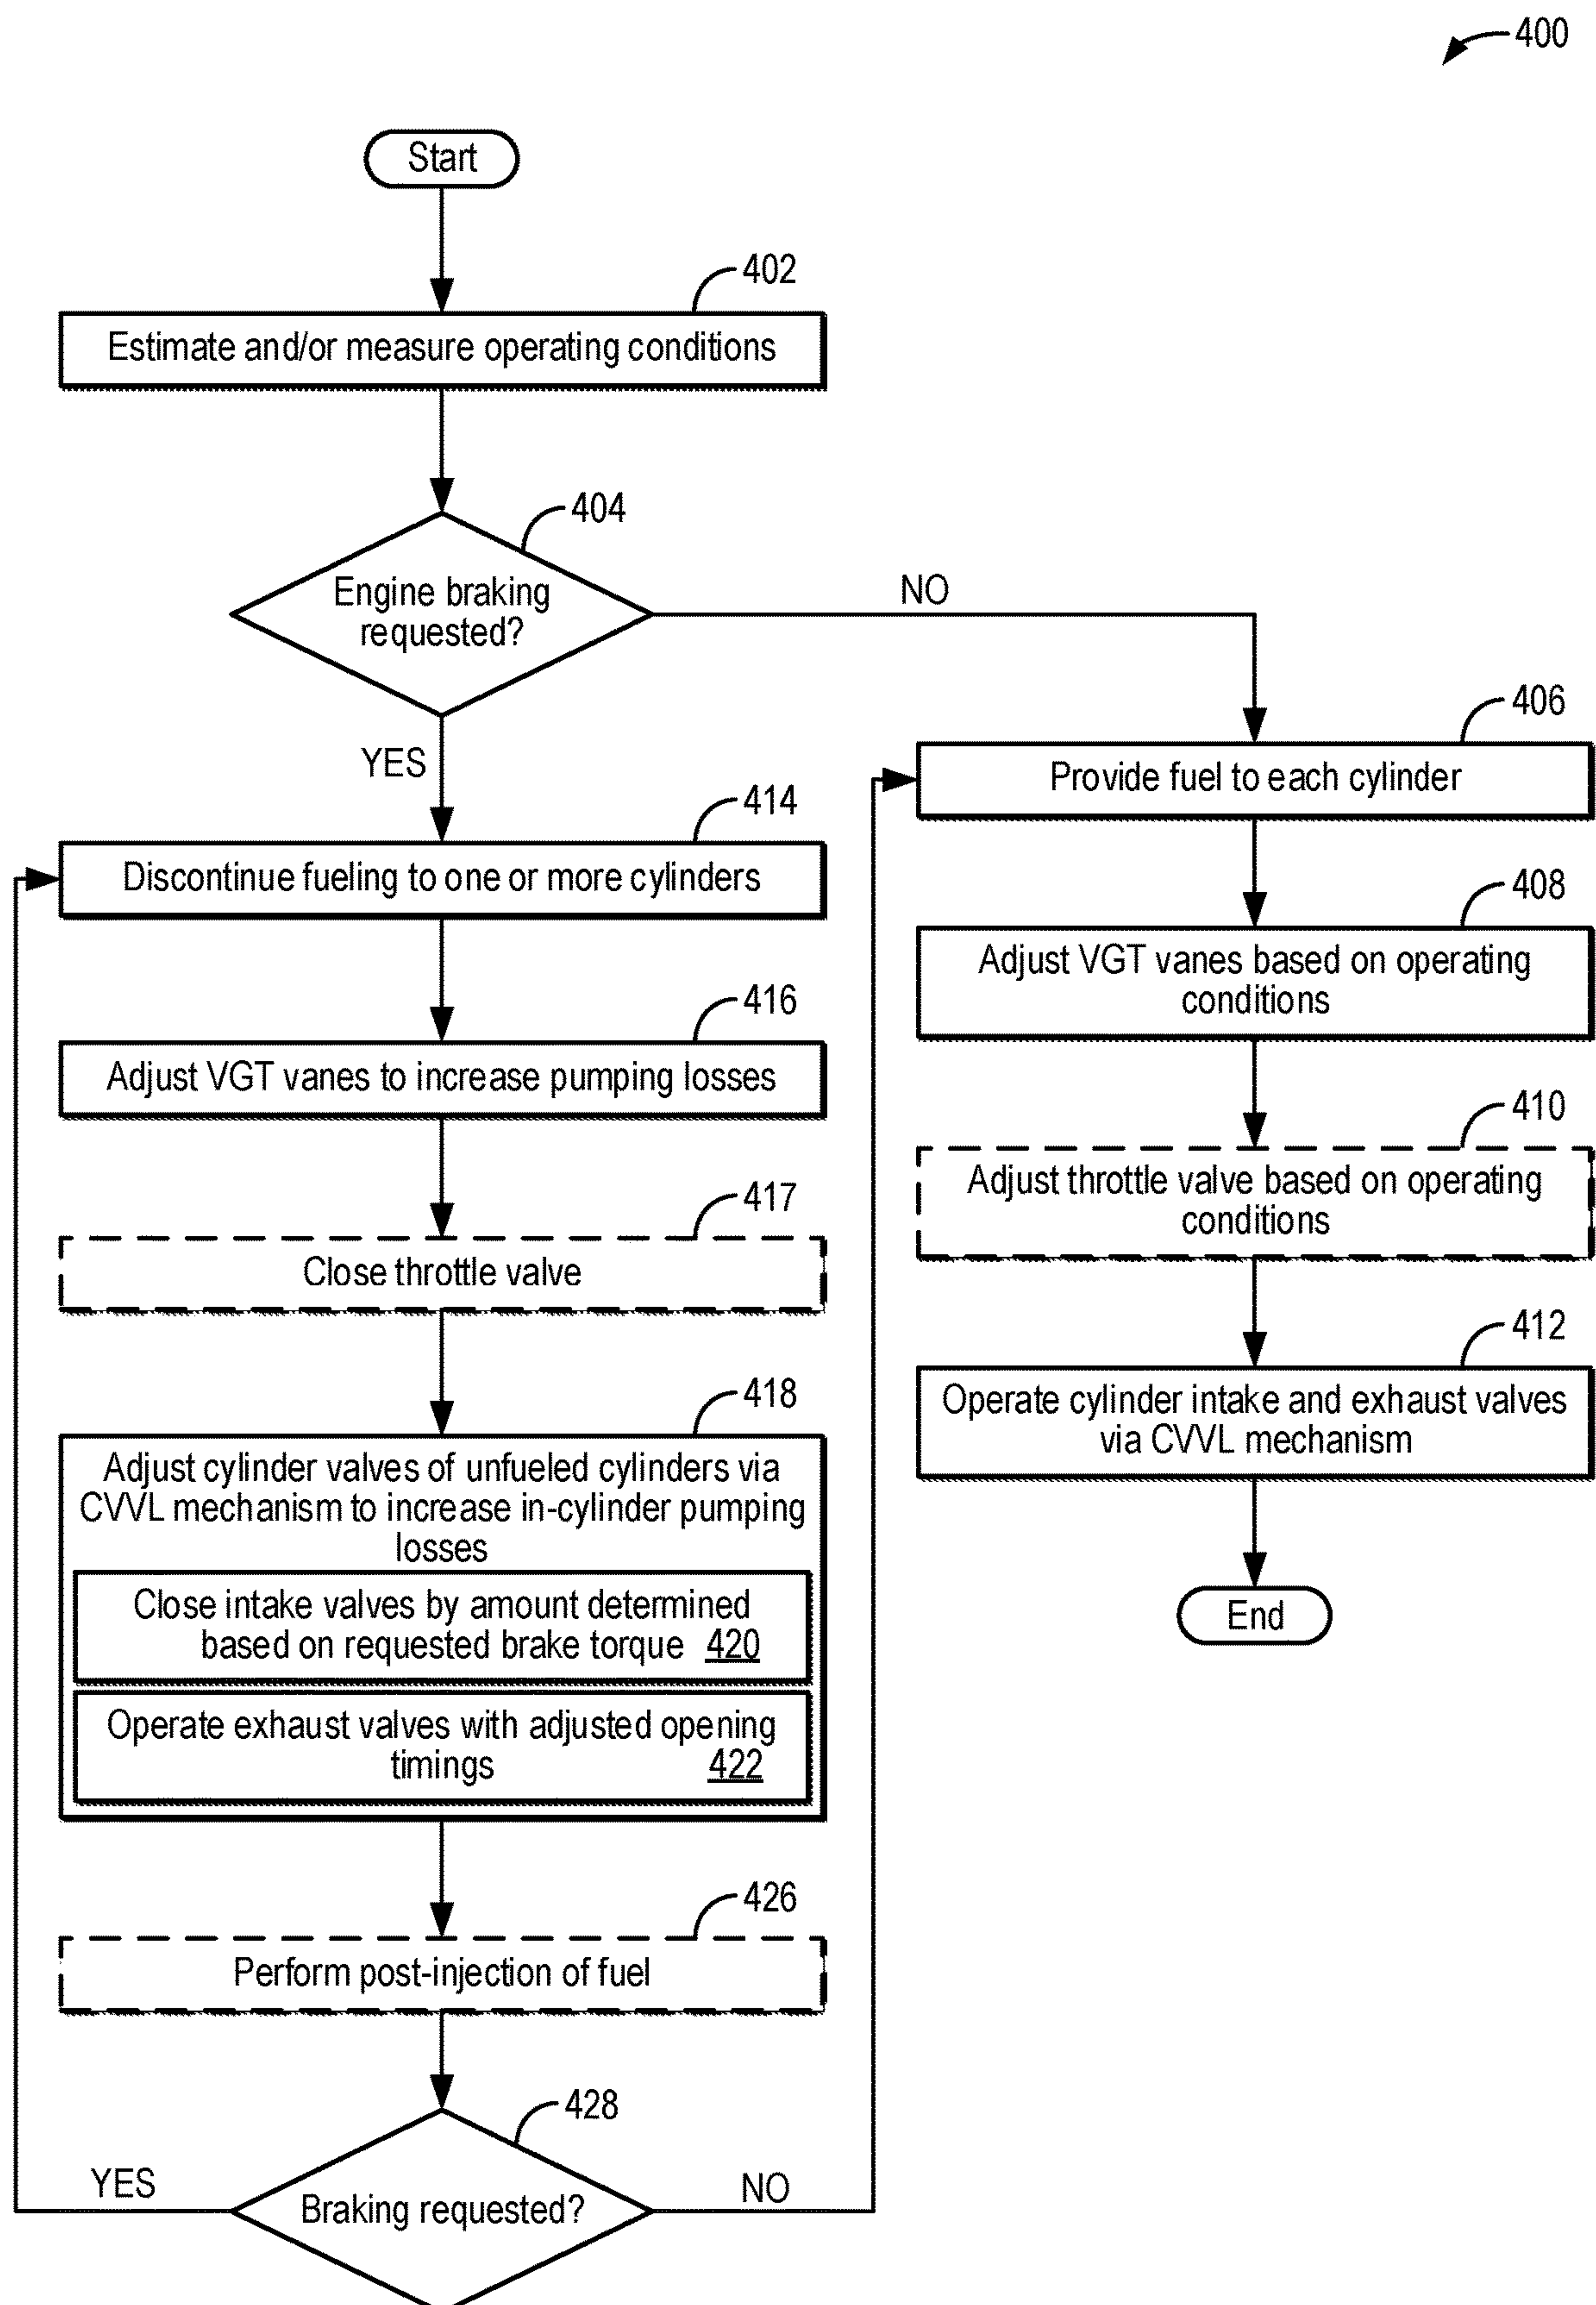 400
Start
402
Estimate and/or measure operating conditions
404
Engine braking
requested?
NO
YES
406
Provide fuel to each cylinder
408
Adjust VGT vanes based on operating
conditions
410
Adjust throttle valve based on operating
conditions
412
Operate cylinder intake and exhaust valves
via CVVL mechanism
End
414
Discontinue fueling to one or more cylinders
416
Adjust VGT vanes to increase pumping losses
417
Close throttle valve
418
Adjust cylinder valves of unfueled cylinders via
CVVL mechanism to increase in-cylinder pumping
losses
Close intake valves by amount determined
based on requested brake torque 420
Operate exhaust valves with adjusted opening
timings 422
426
Perform post-injection of fuel
428
Braking requested?
YES
NO